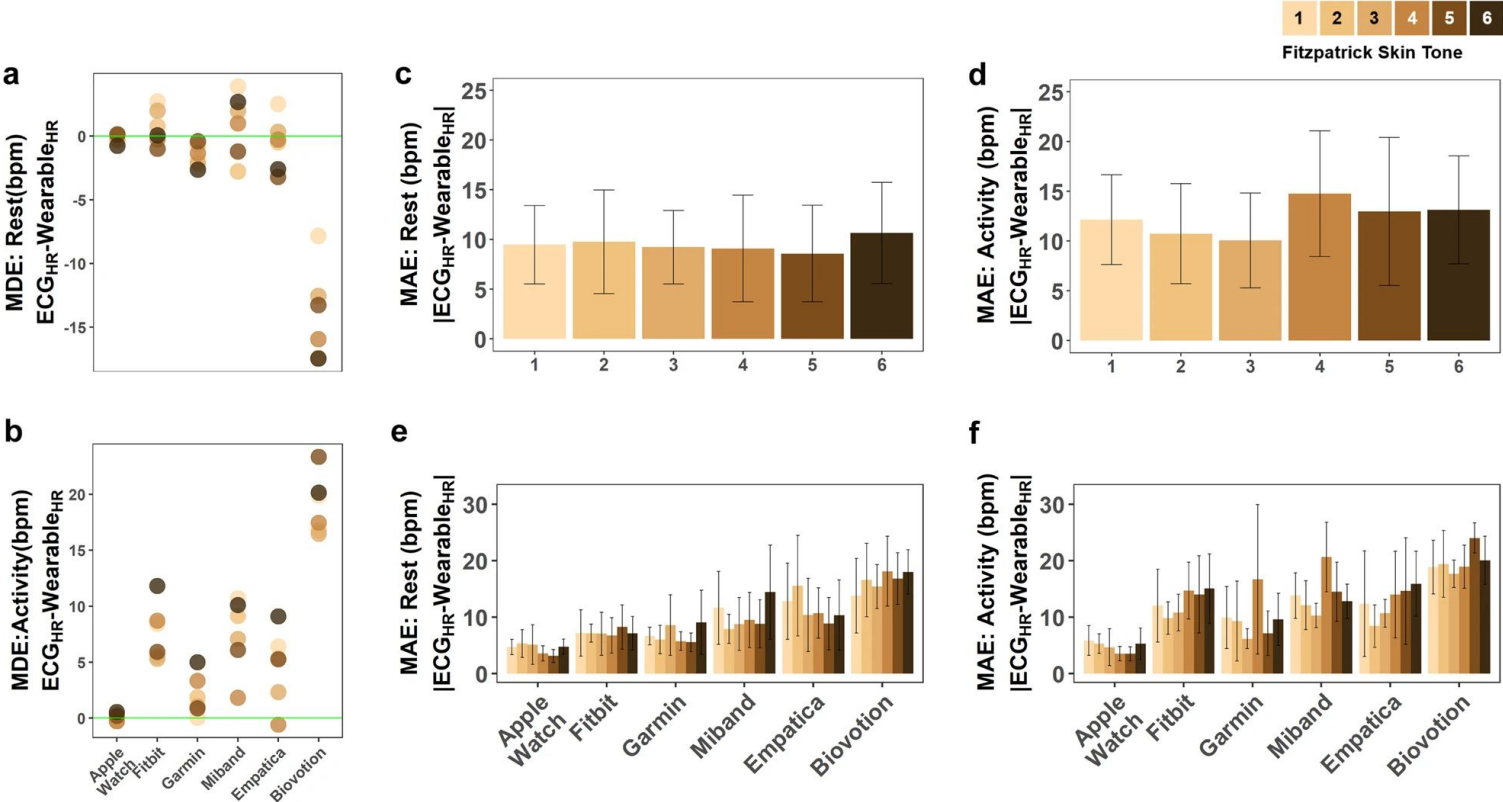 1 2 3 4 5 6
Fitzpatrick Skin Tone
a
MDE: Rest(bpm)
ECGHR-WearableHR
0
-5
-10
-15
b
MDE:Activity(bpm)
ECGHR-WearableHR
20
15
10
5
0
Apple
Watch
Fitbit
Garmin
Miband
Empatica
Biovotion
c
MAE: Rest (bpm)
|ECGHR-WearableHR|
25
20
15
10
5
0
1 2 3 4 5 6
d
MAE: Activity (bpm)
|ECGHR-WearableHR|
25
20
15
10
5
0
1 2 3 4 5 6
e
MAE: Rest (bpm)
|ECGHR-WearableHR|
30
20
10
0
Apple
Watch
Fitbit
Garmin
Miband
Empatica
Biovotion
f
MAE: Activity (bpm)
|ECGHR-WearableHR|
30
20
10
0
Apple
Watch
Fitbit
Garmin
Miband
Empatica
Biovotion